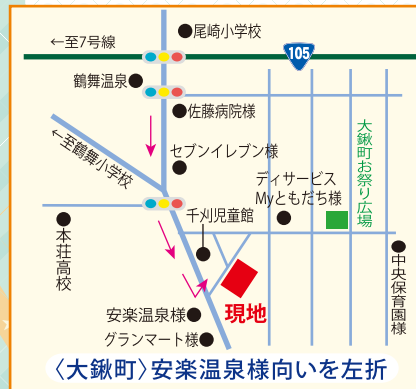 尾崎小学校
←至7号線
105
鶴舞温泉
佐藤病院様
←至鶴舞小学校
セブンイレブン様
大鍬町お祭り広場
ディサービス
Myともだち様
千刈児童館
本荘高校
中央保育園様
現地
安楽温泉様
グランマート様
〈大鍬町〉安楽温泉様向いを左折